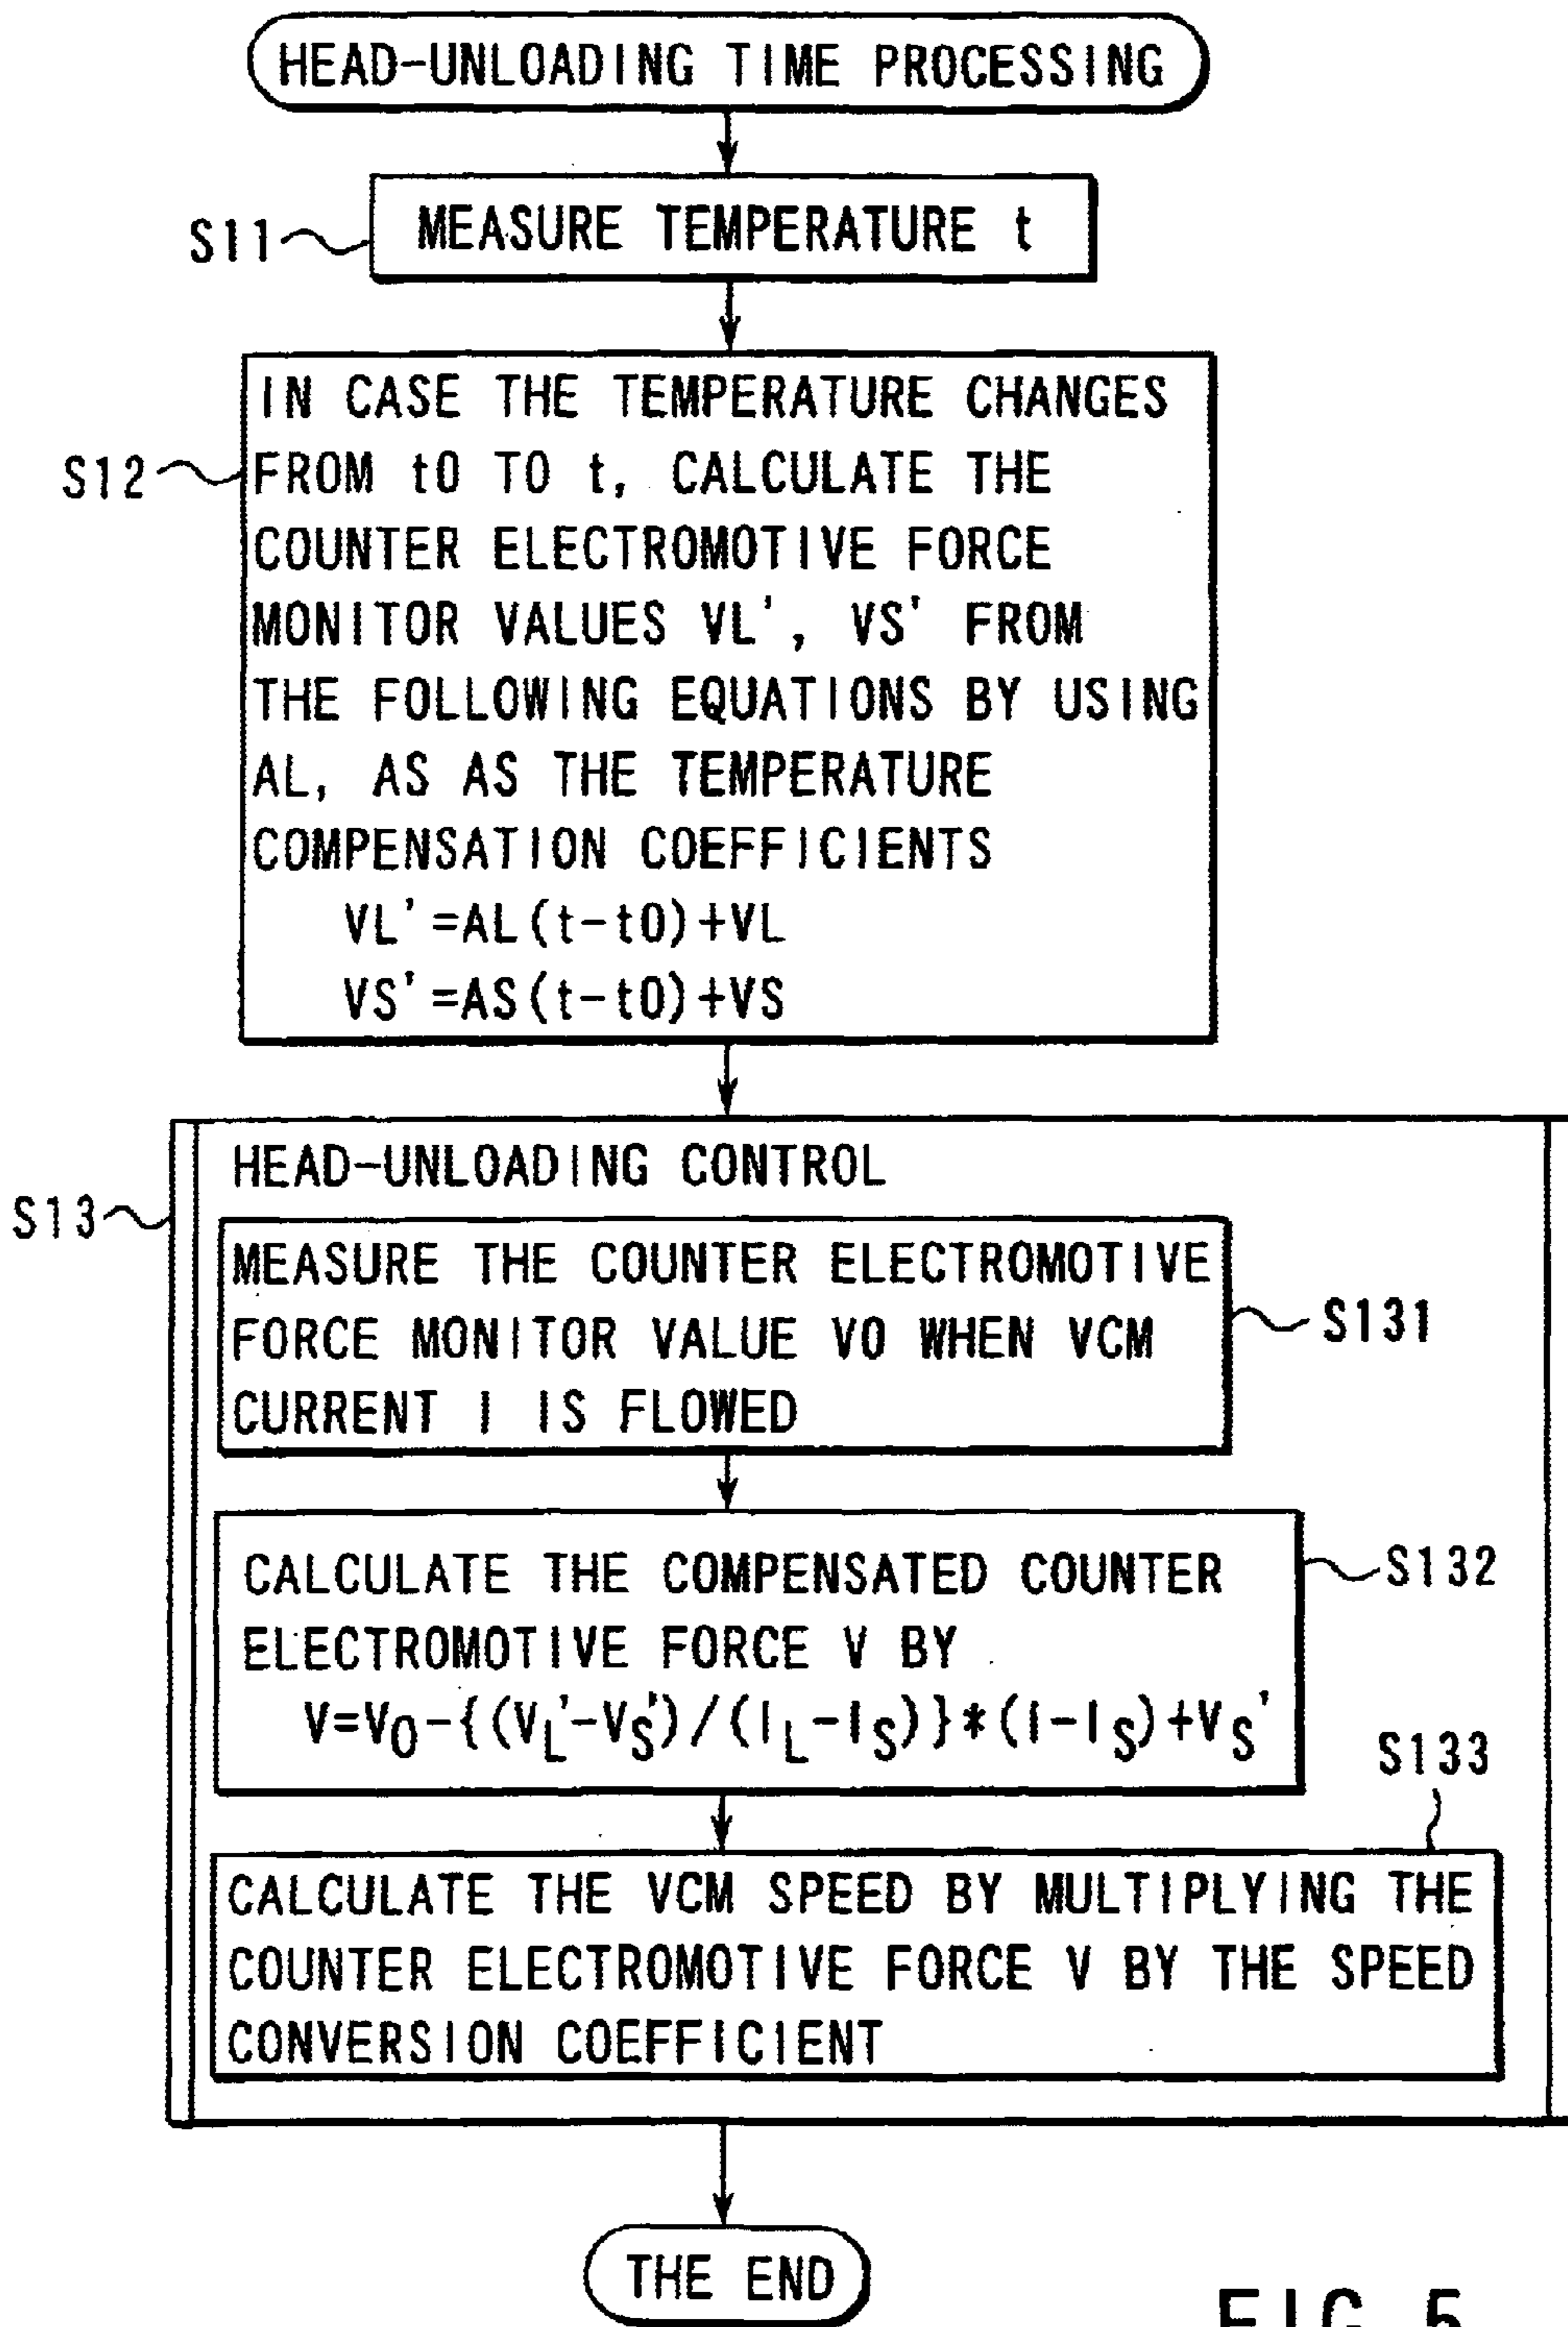 HEAD-UNLOADING TIME PROCESSING
S11
MEASURE TEMPERATURE t
S12
IN CASE THE TEMPERATURE CHANGES
FROM t0 TO t, CALCULATE THE
COUNTER ELECTROMOTIVE FORCE
MONITOR VALUES VL', VS' FROM
THE FOLLOWING EQUATIONS BY USING
AL, AS AS THE TEMPERATURE
COMPENSATION COEFFICIENTS
VL'=AL(t-t0)+VL
VS'=AS(t-t0)+VS
S13
HEAD-UNLOADING CONTROL
MEASURE THE COUNTER ELECTROMOTIVE
FORCE MONITOR VALUE V0 WHEN VCM
CURRENT I IS FLOWED
S131
CALCULATE THE COMPENSATED COUNTER
ELECTROMOTIVE FORCE V BY
V=V0-{(VL'-VS')/(IL-IS)}*(I-IS)+VS'
S132
S133
CALCULATE THE VCM SPEED BY MULTIPLYING THE
COUNTER ELECTROMOTIVE FORCE V BY THE SPEED
CONVERSION COEFFICIENT
THE END
FIG. 5